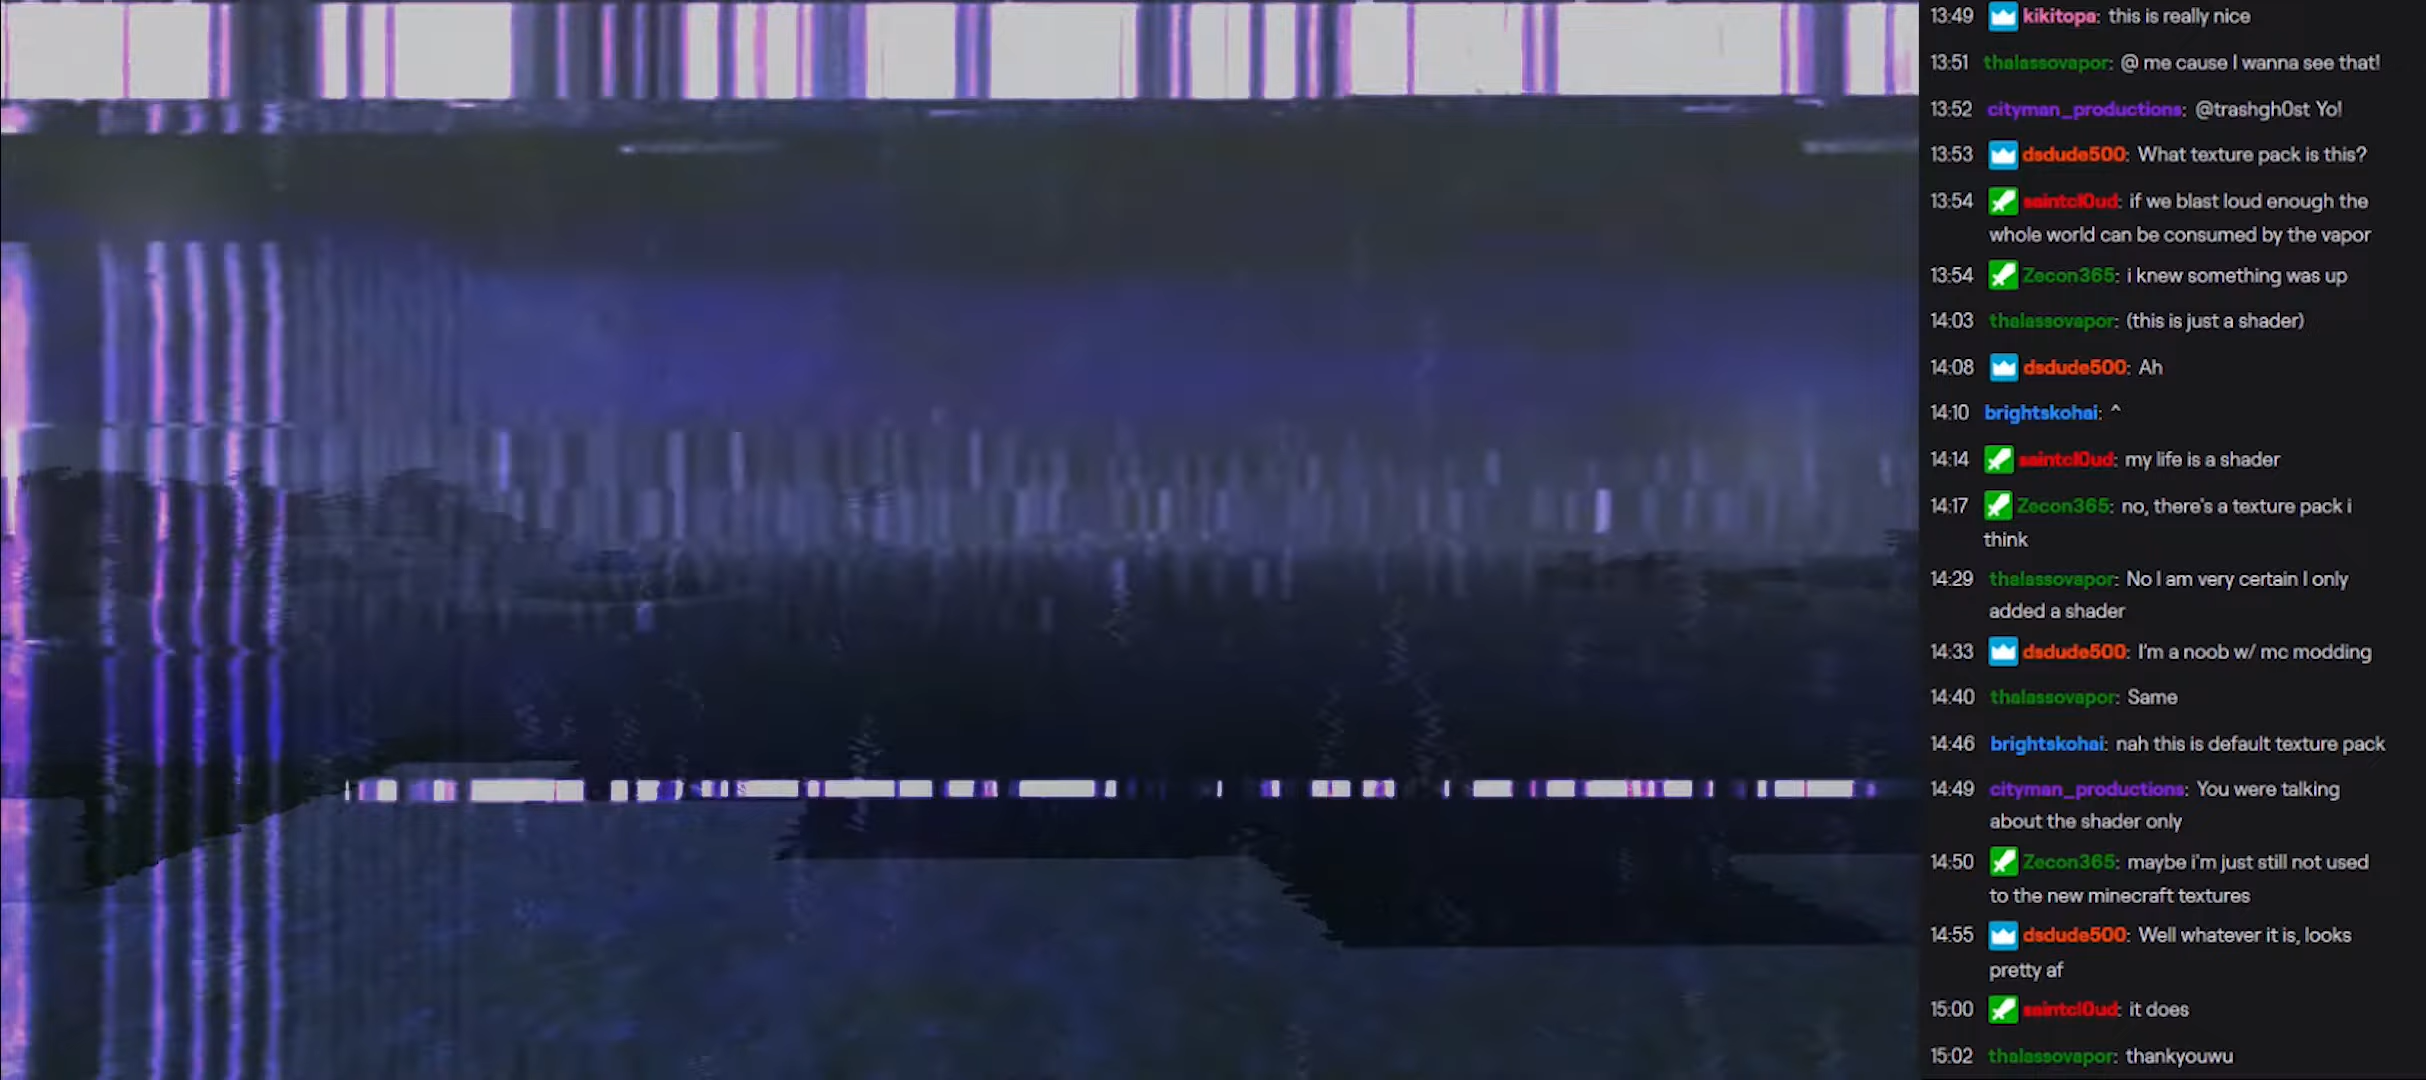 13:49 kikitopa: this is really nice
13:51 thalassovapor: @ me cause I wanna see that!
13:52 cityman_productions: @trashgh0st Yo!
13:53 dsdude500: What texture pack is this?
13:54 saintcl0ud: if we blast loud enough the
whole world can be consumed by the vapor
13:54 Zecon365: i knew something was up
14:03 thalassovapor: (this is just a shader)
14:08 dsdude500: Ah
14:10 brightskohai: ^
14:14 saintcl0ud: my life is a shader
14:17 Zecon365: no, there's a texture pack i
think
14:29 thalassovapor: No I am very certain I only
added a shader
14:33 dsdude500: I'm a noob w/ mc modding
14:40 thalassovapor: Same
14:46 brightskohai: nah this is default texture pack
14:49 cityman_productions: You were talking
about the shader only
14:50 Zecon365: maybe i'm just still not used
to the new minecraft textures
14:55 dsdude500: Well whatever it is, looks
pretty af
15:00 saintcl0ud: it does
15:02 thalassovapor: thankyouwu